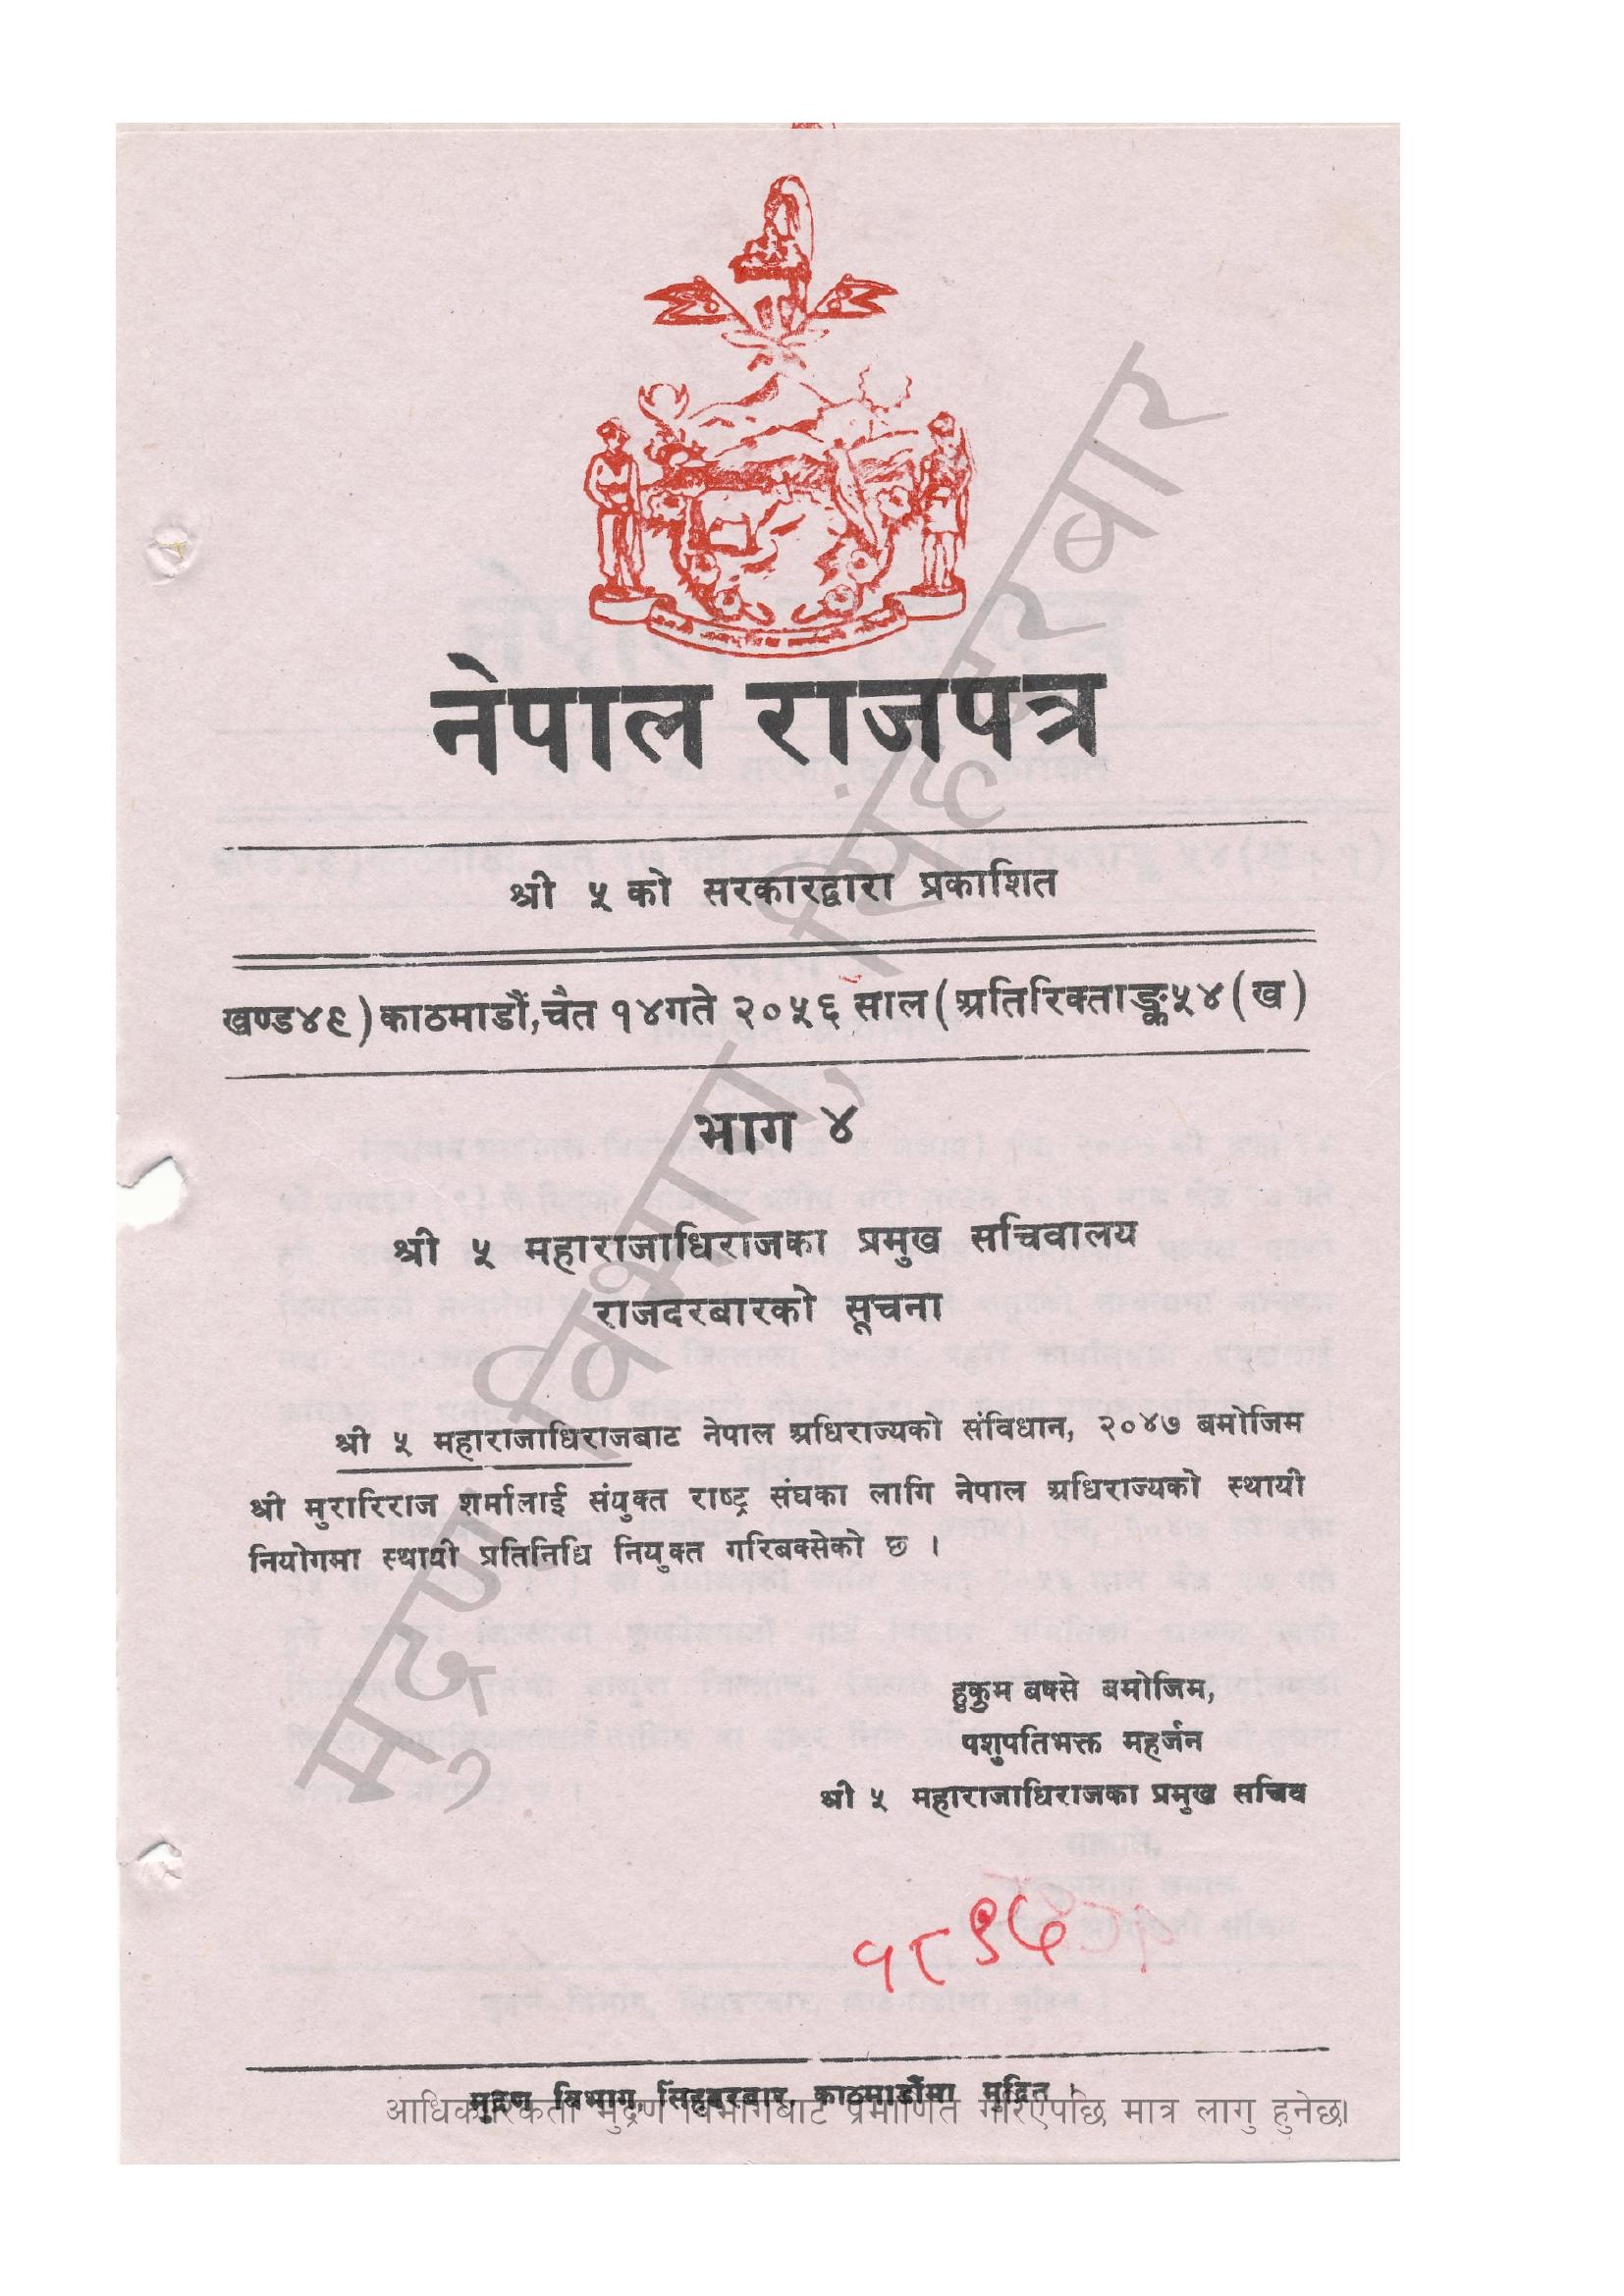 नेपाल राजपत्र
श्री ५ को सरकारद्वारा प्रकाशित
खण्ड४९)काठमाडौं,चैत १४गते २०५६ साल(अतिरिक्ताङ्क५४(ख)
भाग ४
श्री ५ महाराजाधिराजका प्रमुख सचिवालय
राजदरबारको सूचना
श्री ५ महाराजाधिराजबाट नेपाल अधिराज्यको संविधान, २०४७ बमोजिम
श्री मुरारिराज शर्मालाई संयुक्त राष्ट्र संघका लागि नेपाल अधिराज्यको स्थायी
नियोगमा स्थायी प्रतिनिधि नियुक्त गरिबक्सेको छ ।
हुकुम बक्से बमोजिम,
पशुपतिभक्त महर्जन
श्री ५ महाराजाधिराजका प्रमुख सचिव
१८९६
मुद्रण विभाग, सिंहदरबार, काठमाडौंमा मुद्रित ।
आधिकारिकता मुद्रण विभागबाट प्रमाणित गरिएपछि मात्र लागु हुनेछ।
मुद्रण विभाग, सिंहदरबार